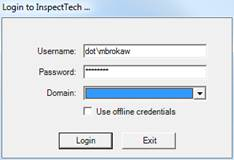 Login to InspectTech ...
Username: dot\mbrokaw
Password: ********
Domain:
Use offline credentials
Login Exit